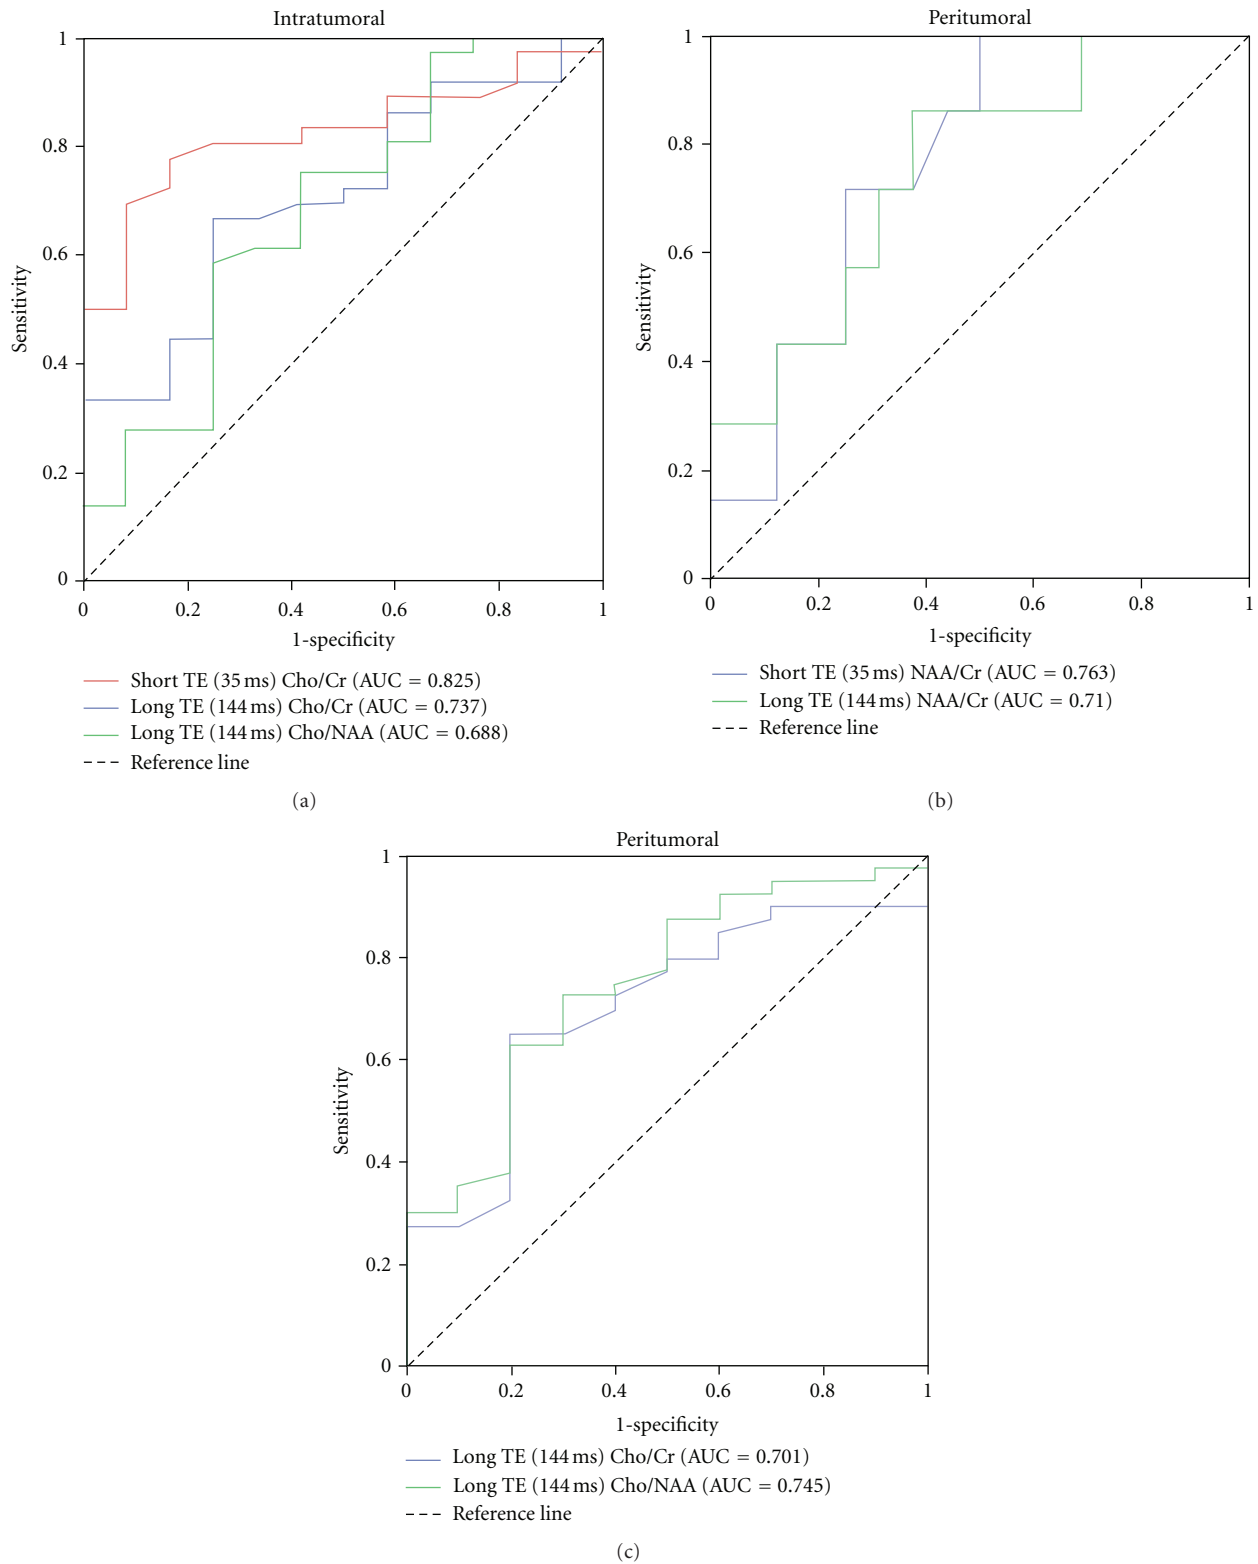 Intratumoral
1
0.8
0.6
0.4
0.2
0
Sensitivity
0 0.2 0.4 0.6 0.8 1
1-specificity
Short TE (35 ms) Cho/Cr (AUC = 0.825)
Long TE (144 ms) Cho/Cr (AUC = 0.737)
Long TE (144 ms) Cho/NAA (AUC = 0.688)
Reference line
(a)
Peritumoral
1
0.8
0.6
0.4
0.2
0
Sensitivity
0 0.2 0.4 0.6 0.8 1
1-specificity
Short TE (35 ms) NAA/Cr (AUC = 0.763)
Long TE (144 ms) NAA/Cr (AUC = 0.71)
Reference line
(b)
Peritumoral
1
0.8
0.6
0.4
0.2
0
Sensitivity
0 0.2 0.4 0.6 0.8 1
1-specificity
Long TE (144 ms) Cho/Cr (AUC = 0.701)
Long TE (144 ms) Cho/NAA (AUC = 0.745)
Reference line
(c)